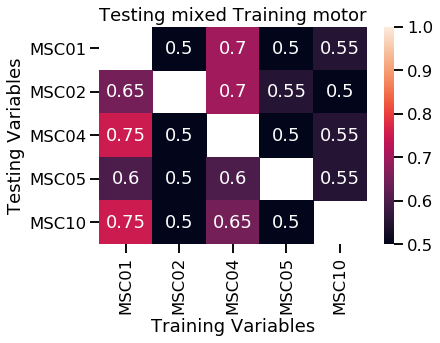 Testing mixed Training motor
MSC01 0.5 0.7 0.5 0.55
MSC02 0.65 0.7 0.55 0.5
MSC04 0.75 0.5 0.5 0.55
MSC05 0.6 0.5 0.6 0.55
MSC10 0.75 0.5 0.65 0.5
Testing Variables
MSC01 MSC02 MSC04 MSC05 MSC10
Training Variables
1.0
0.9
0.8
0.7
0.6
0.5